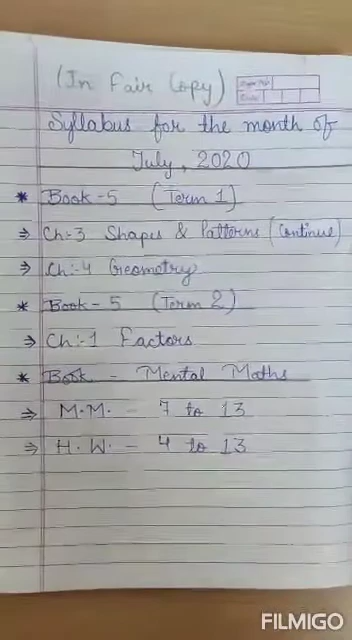 (In Fair Copy)
Date
Syllabus for the month of
July, 2020
* Book-5 (Term 1)
⇒ Ch:-3 Shapes & Patterns (Continue)
⇒ Ch:-4 Geometry
* Book-5 (Term 2)
⇒ Ch:-1 Factors
* Book - Mental Maths
⇒ M.M. - 7 to 13
⇒ H.W. - 4 to 13
FILMIGO